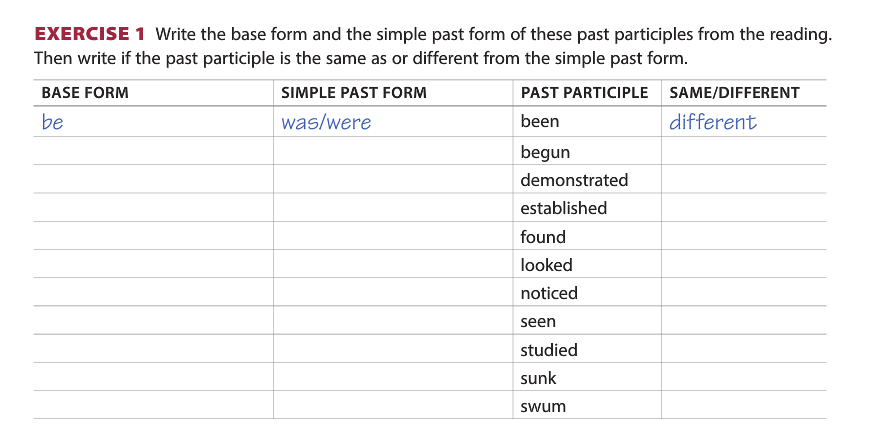 EXERCISE 1 Write the base form and the simple past form of these past participles from the reading.
Then write if the past participle is the same as or different from the simple past form.
BASE FORM SIMPLE PAST FORM PAST PARTICIPLE SAME/DIFFERENT
be was/were been different
begun
demonstrated
established
found
looked
noticed
seen
studied
sunk
swum